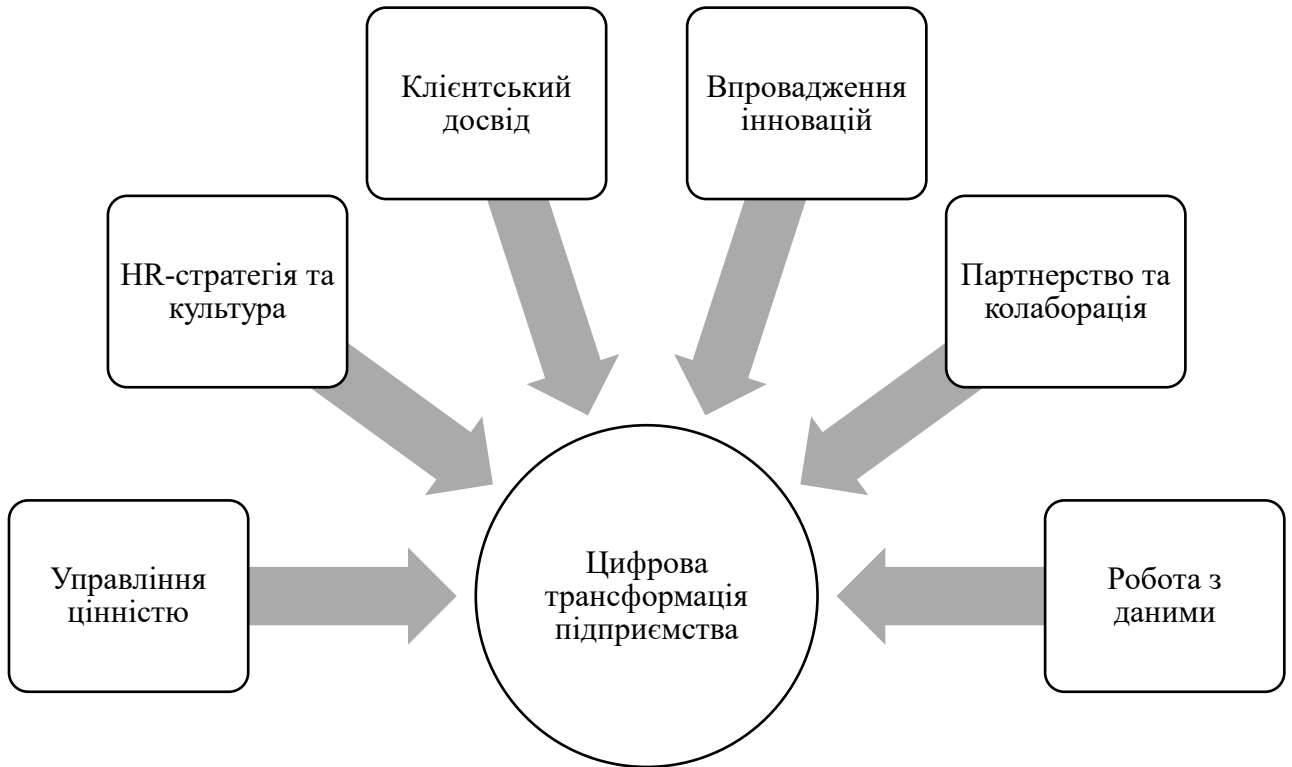 Клієнтський
досвід
Впровадження
інновацій
HR-стратегія та
культура
Партнерство та
колаборація
Управління
цінністю
Цифрова
трансформація
підприємства
Робота з
даними